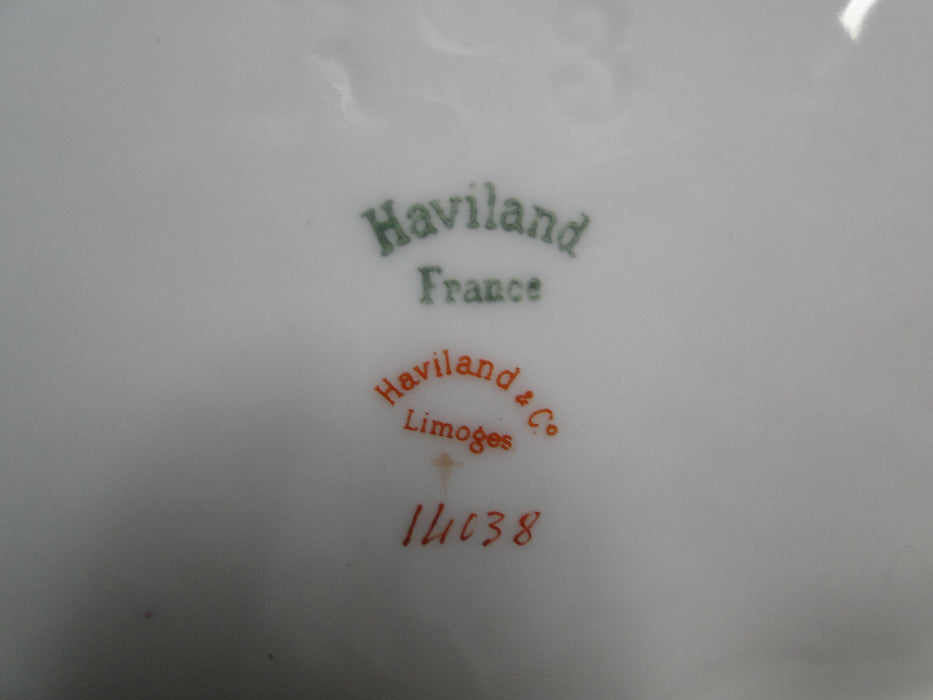 Haviland
France
Haviland & Co
Limoges
14038